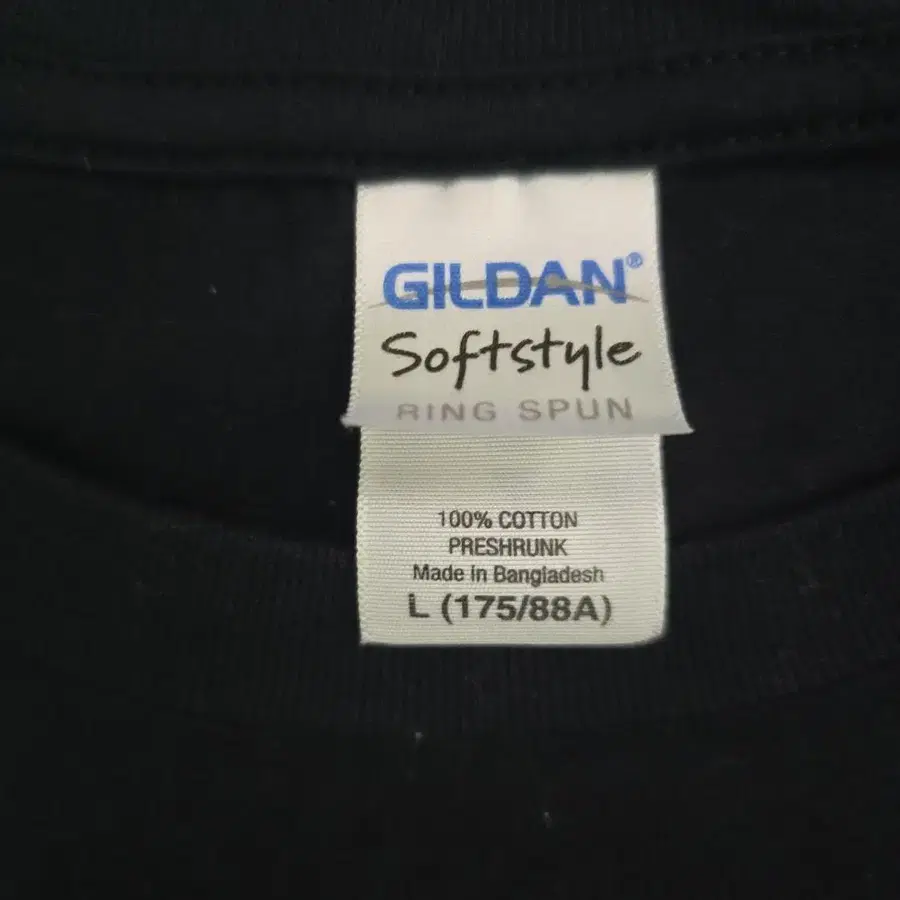 GILDAN®
Softstyle
RING SPUN
100% COTTON
PRESHRUNK
Made in Bangladesh
L (175/88A)